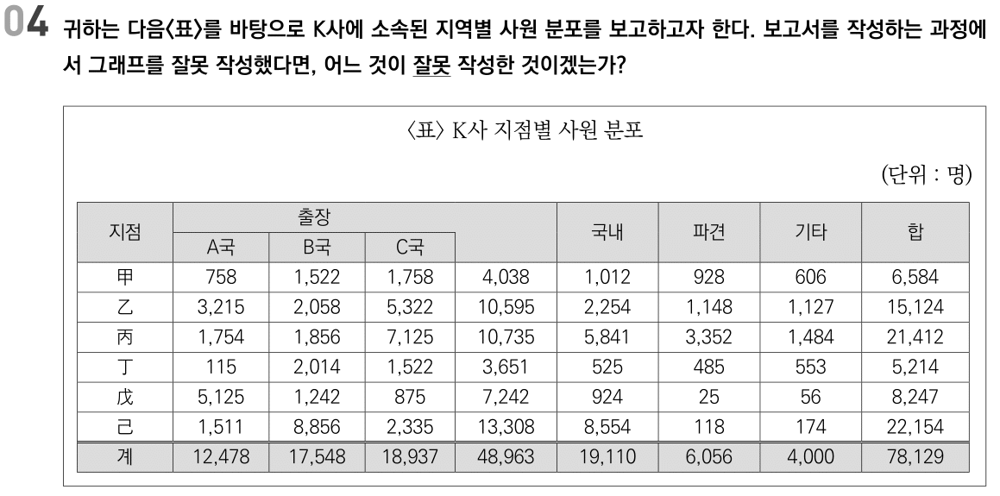 04 귀하는 다음〈표〉를 바탕으로 K사에 소속된 지역별 사원 분포를 보고하고자 한다. 보고서를 작성하는 과정에
서 그래프를 잘못 작성했다면, 어느 것이 잘못 작성한 것이겠는가?
〈표〉 K사 지점별 사원 분포
(단위 : 명)
지점 출장 국내 파견 기타 합
A국 B국 C국
甲 758 1,522 1,758 4,038 1,012 928 606 6,584
乙 3,215 2,058 5,322 10,595 2,254 1,148 1,127 15,124
丙 1,754 1,856 7,125 10,735 5,841 3,352 1,484 21,412
丁 115 2,014 1,522 3,651 525 485 553 5,214
戊 5,125 1,242 875 7,242 924 25 56 8,247
己 1,511 8,856 2,335 13,308 8,554 118 174 22,154
계 12,478 17,548 18,937 48,963 19,110 6,056 4,000 78,129